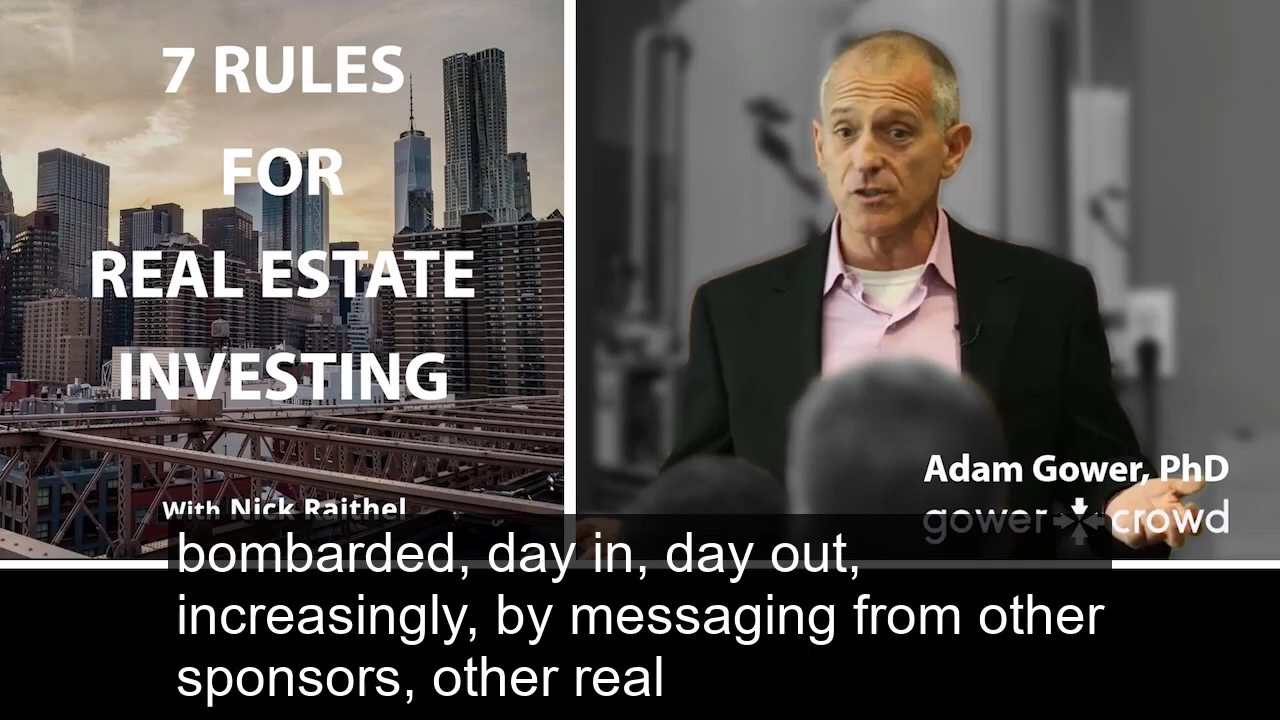 7 RULES
FOR
REAL ESTATE
INVESTING
With Nick Raithel
Adam Gower, PhD
gower crowd
bombarded, day in, day out,
increasingly, by messaging from other
sponsors, other real